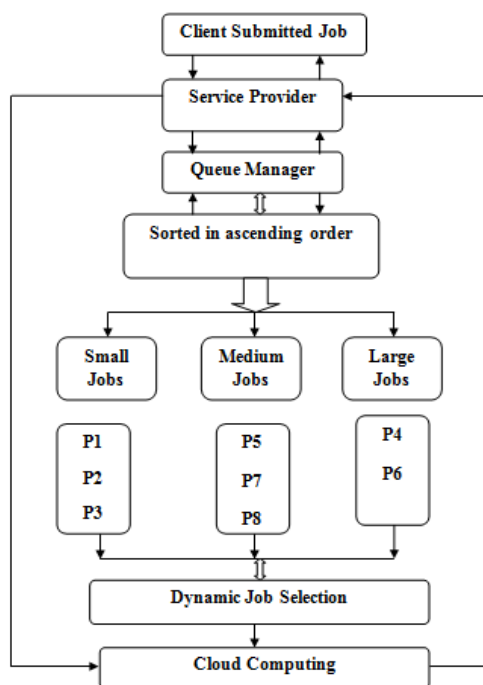 Client Submitted Job
Service Provider
Queue Manager
Sorted in ascending order
Small
Jobs
Medium
Jobs
Large
Jobs
P1
P2
P3
P5
P7
P8
P4
P6
Dynamic Job Selection
Cloud Computing